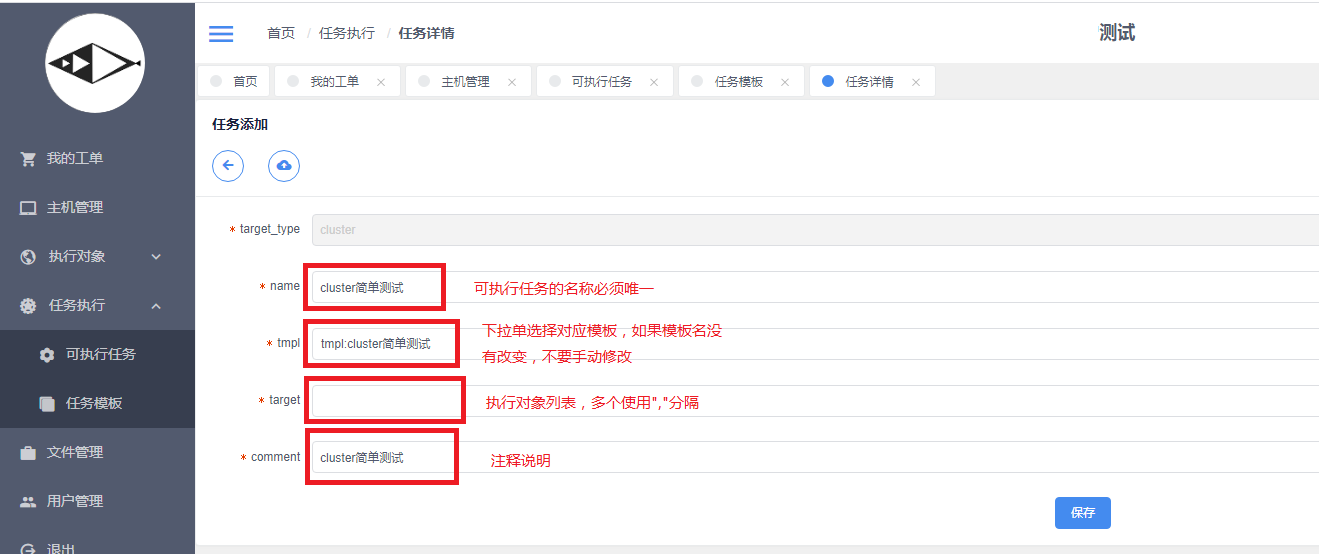 首页 / 任务执行 / 任务详情
测试
首页
我的工单
主机管理
可执行任务
任务模板
任务详情
我的工单
主机管理
执行对象
任务执行
可执行任务
任务模板
文件管理
用户管理
退出
任务添加
* target_type
cluster
* name
cluster简单测试
可执行任务的名称必须唯一
* tmpl
tmpl:cluster简单测试
下拉单选择对应模板，如果模板名没
有改变，不要手动修改
* target
执行对象列表，多个使用","分隔
* comment
cluster简单测试
注释说明
保存